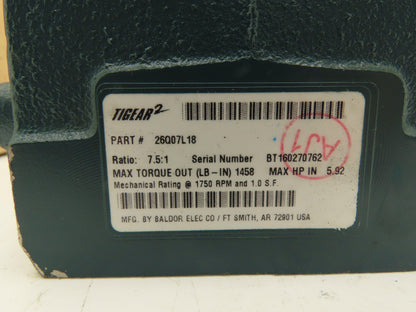 TIGEAR2
PART # 26Q07L18
Ratio: 7.5:1 Serial Number BT160270762
MAX TORQUE OUT (LB-IN) 1458 MAX HP IN 5.92
Mechanical Rating @ 1750 RPM and 1.0 S.F.
MFG. BY BALDOR ELEC CO / FT SMITH, AR 72901 USA
AJ1